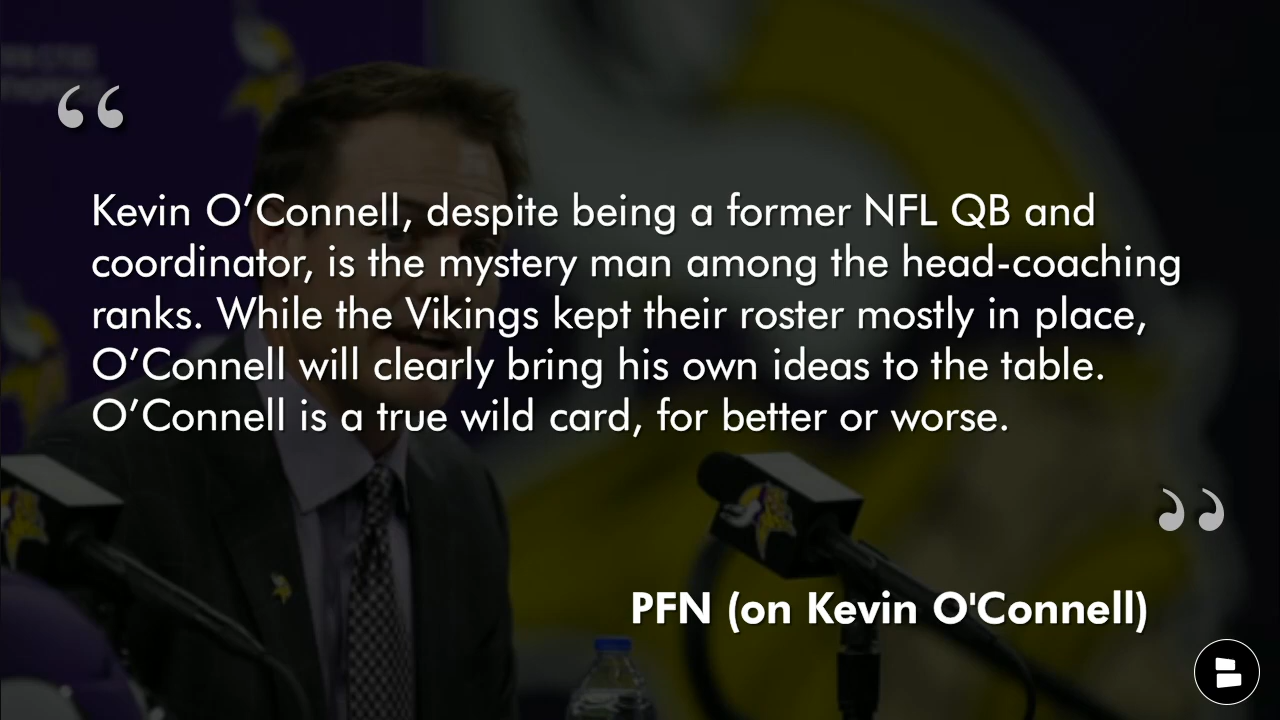 “
Kevin O’Connell, despite being a former NFL QB and
coordinator, is the mystery man among the head-coaching
ranks. While the Vikings kept their roster mostly in place,
O’Connell will clearly bring his own ideas to the table.
O’Connell is a true wild card, for better or worse.
”
PFN (on Kevin O'Connell)